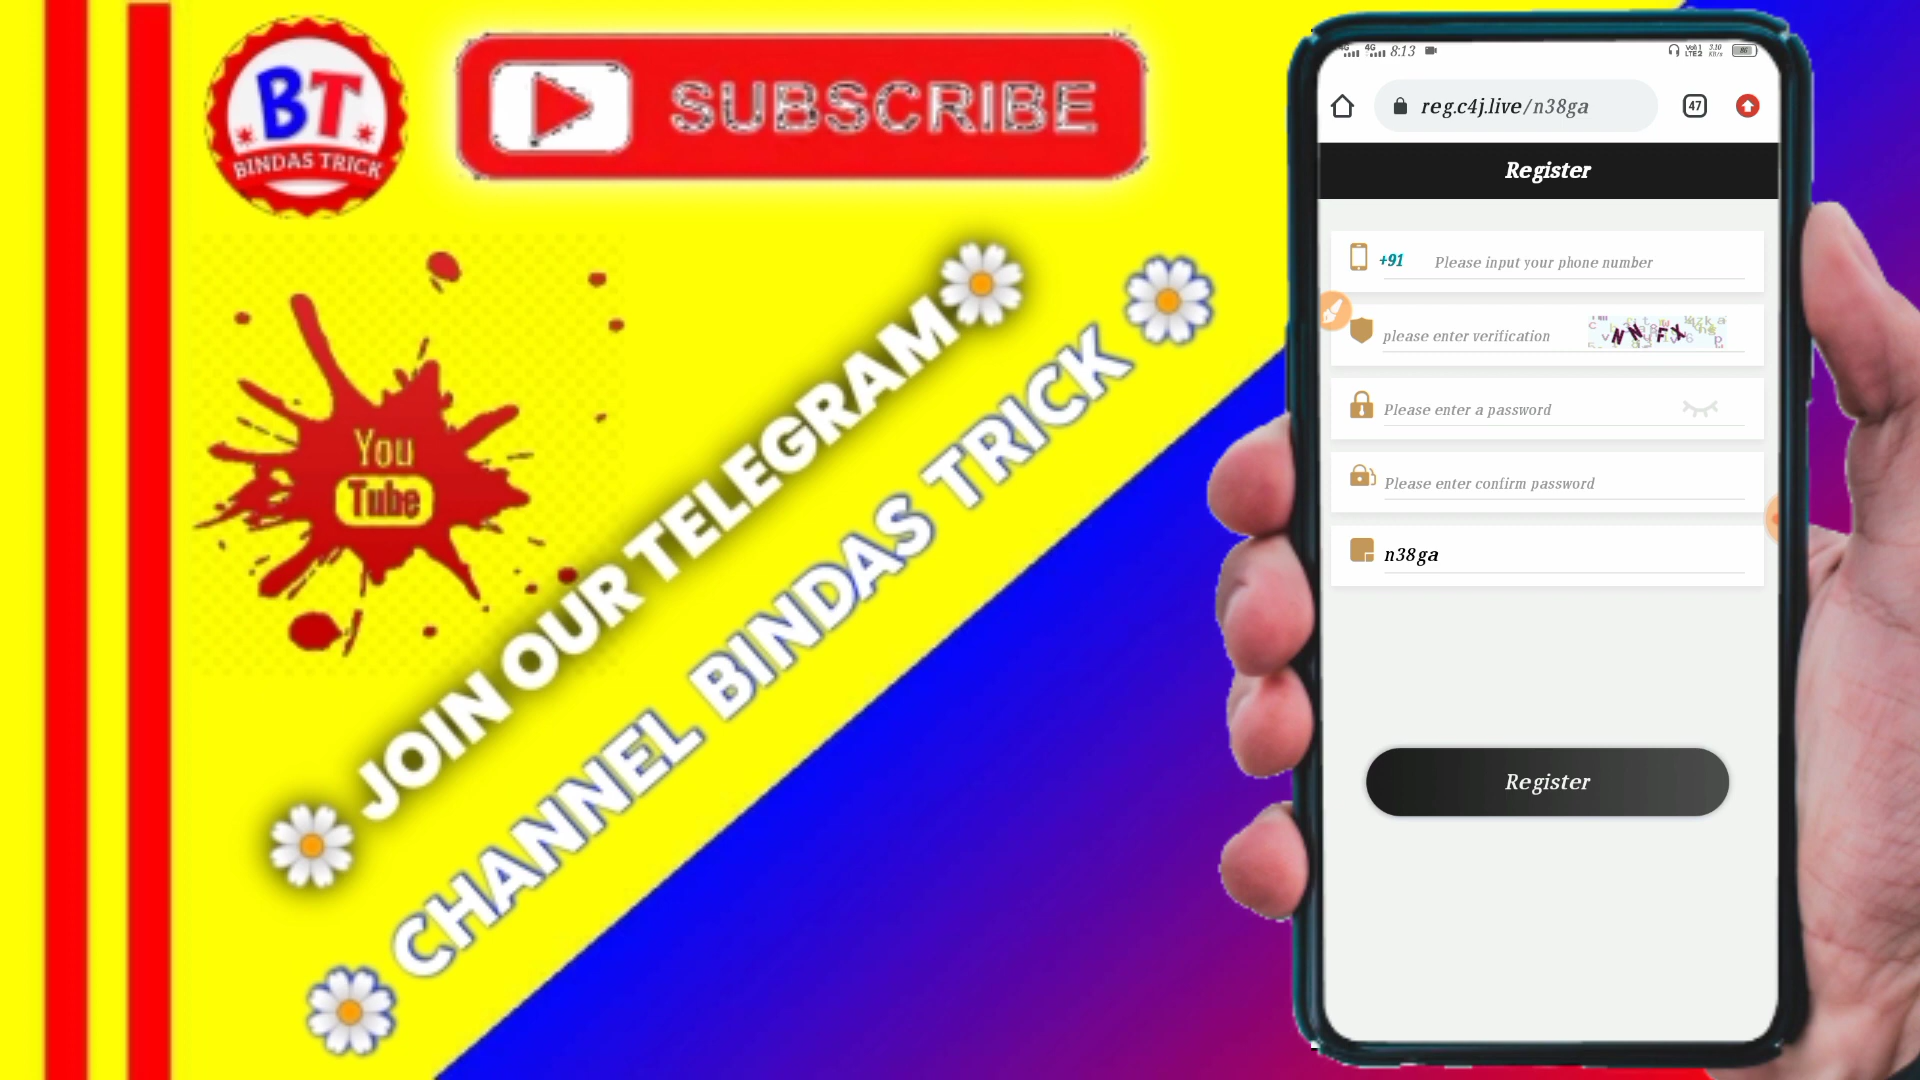 BT
BINDAS TRICK
SUBSCRIBE
You
Tube
JOIN OUR TELEGRAM
CHANNEL BINDAS TRICK
4G 8:13
reg.c4j.live/n38ga
47
Register
+91 Please input your phone number
please enter verification
NNFX
Please enter a password
Please enter confirm password
n38ga
Register